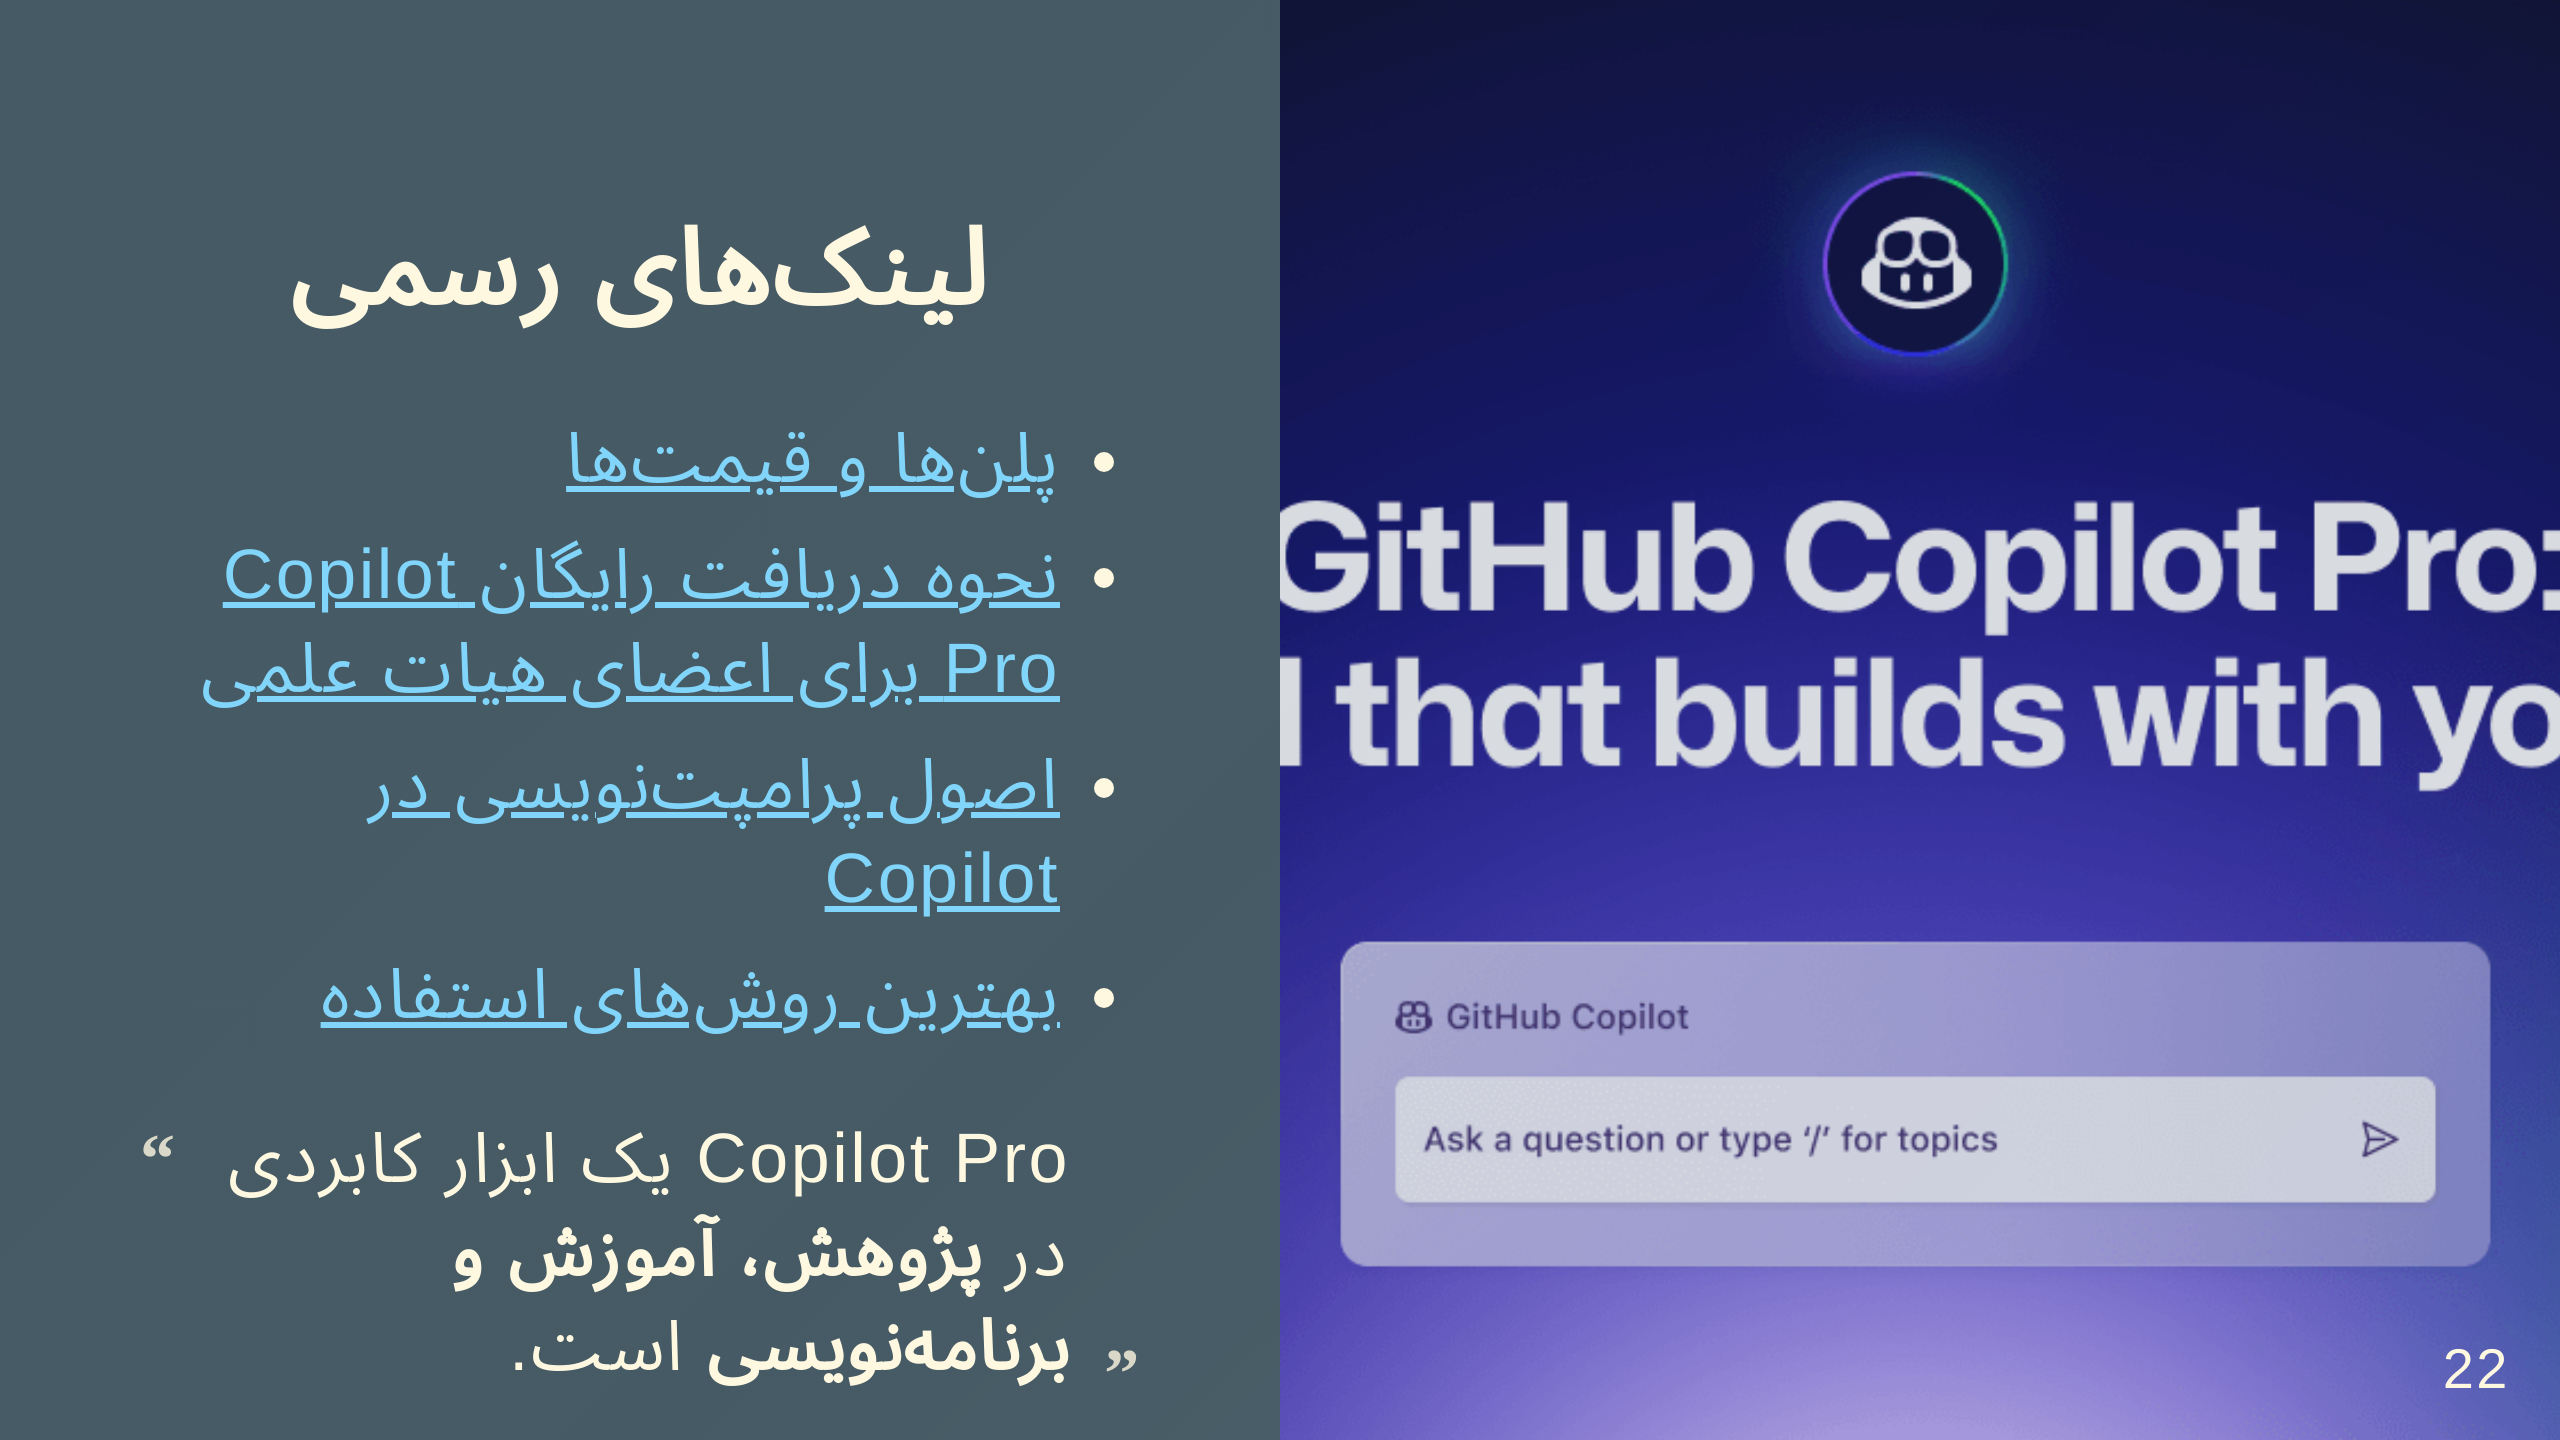 لینک‌های رسمی
• پلن‌ها و قیمت‌ها
• نحوه دریافت رایگان Copilot
Pro برای اعضای هیات علمی
• اصول پرامپت‌نویسی در
Copilot
• بهترین روش‌های استفاده
“ Copilot Pro یک ابزار کابردی
در پژوهش، آموزش و
برنامه‌نویسی است. ”
GitHub Copilot Pro:
that builds with yo
GitHub Copilot
Ask a question or type ‘/’ for topics
22